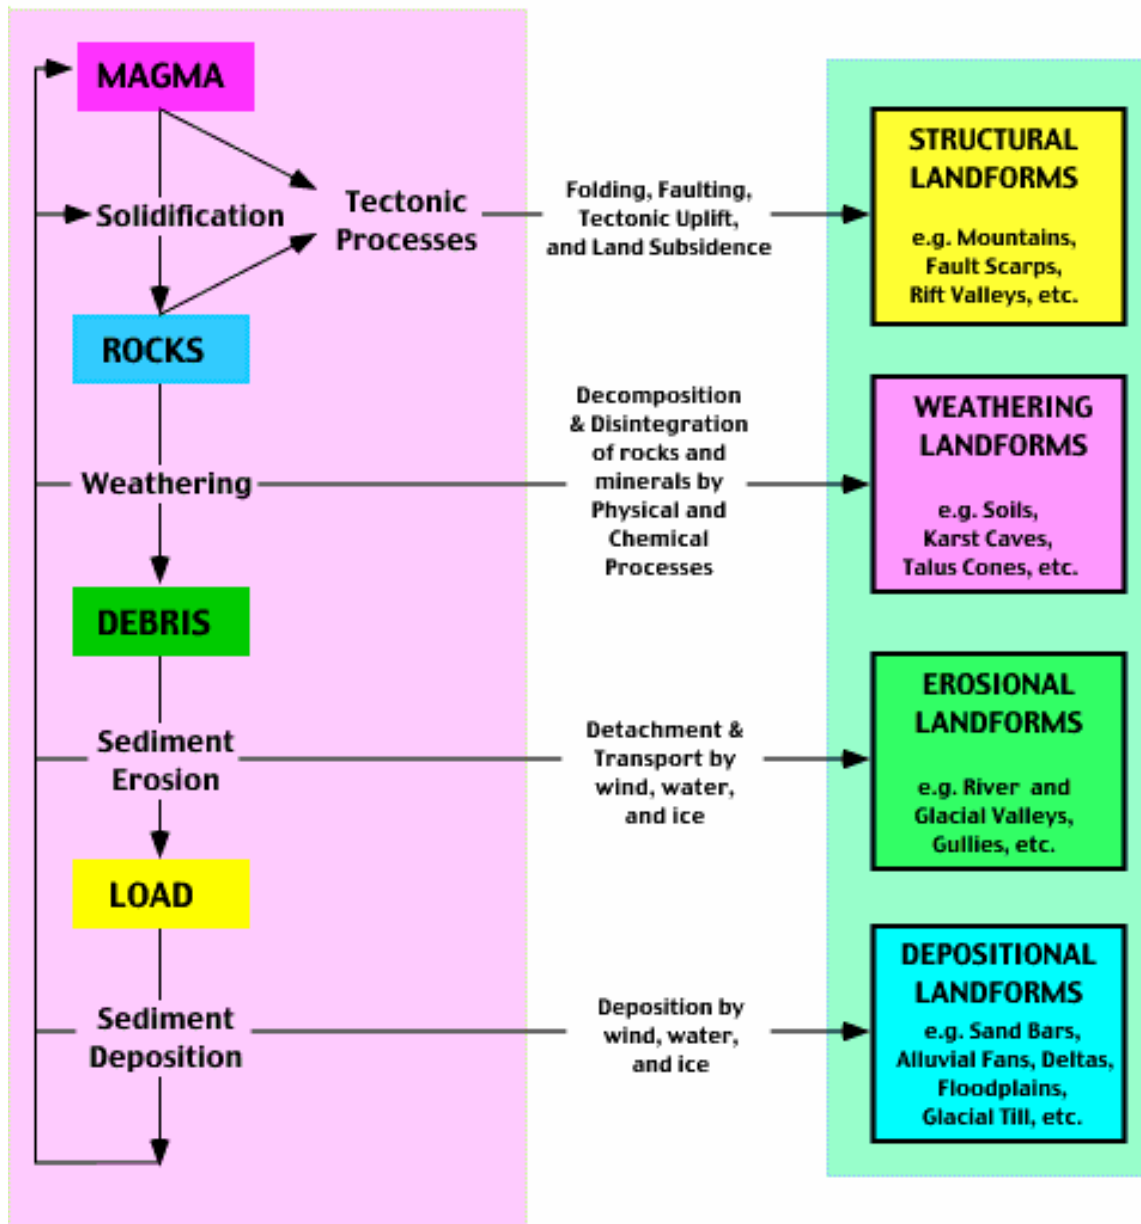 MAGMA
Solidification
Tectonic
Processes
Folding, Faulting,
Tectonic Uplift,
and Land Subsidence
STRUCTURAL
LANDFORMS
e.g. Mountains,
Fault Scarps,
Rift Valleys, etc.
ROCKS
Weathering
Decomposition
& Disintegration
of rocks and
minerals by
Physical and
Chemical
Processes
WEATHERING
LANDFORMS
e.g. Soils,
Karst Caves,
Talus Cones, etc.
DEBRIS
Sediment
Erosion
Detachment &
Transport by
wind, water,
and ice
EROSIONAL
LANDFORMS
e.g. River and
Glacial Valleys,
Gullies, etc.
LOAD
Sediment
Deposition
Deposition by
wind, water,
and ice
DEPOSITIONAL
LANDFORMS
e.g. Sand Bars,
Alluvial Fans, Deltas,
Floodplains,
Glacial Till, etc.